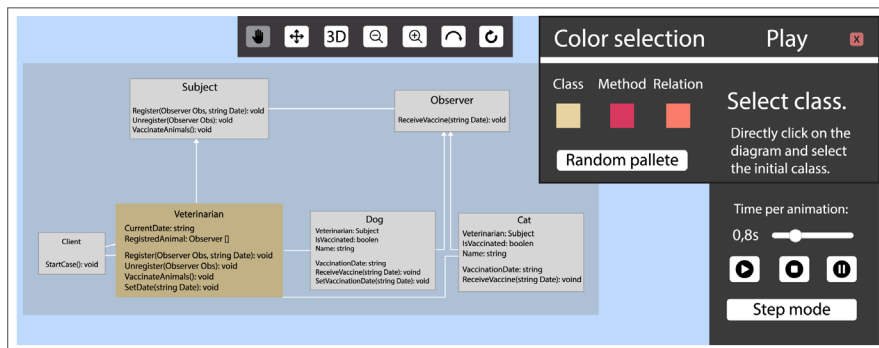 3D
Color selection
Play
x
Class
Method
Relation
Random pallete
Select class.
Directly click on the
diagram and select
the initial calass.
Time per animation:
0,8s
Step mode
Subject
Register(Observer Obs, string Date): void
Unregister(Observer Obs): void
VaccinateAnimals(): void
Observer
ReceiveVaccine(string Date): void
Client
StartCase(): void
Veterinarian
CurrentDate: string
RegistredAnimal: Observer []
Register(Observer Obs, string Date): void
Unregister(Observer Obs): void
VaccinateAnimals(): void
SetDate(string Date): void
Dog
Veterinarian: Subject
IsVaccinated: boolen
Name: string
VaccinationDate: string
ReceiveVaccine(string Date): voind
SetVaccinationDate(string Date): void
Cat
Veterinarian: Subject
IsVaccinated: boolen
Name: string
VaccinationDate: string
ReceiveVaccine(string Date): voind